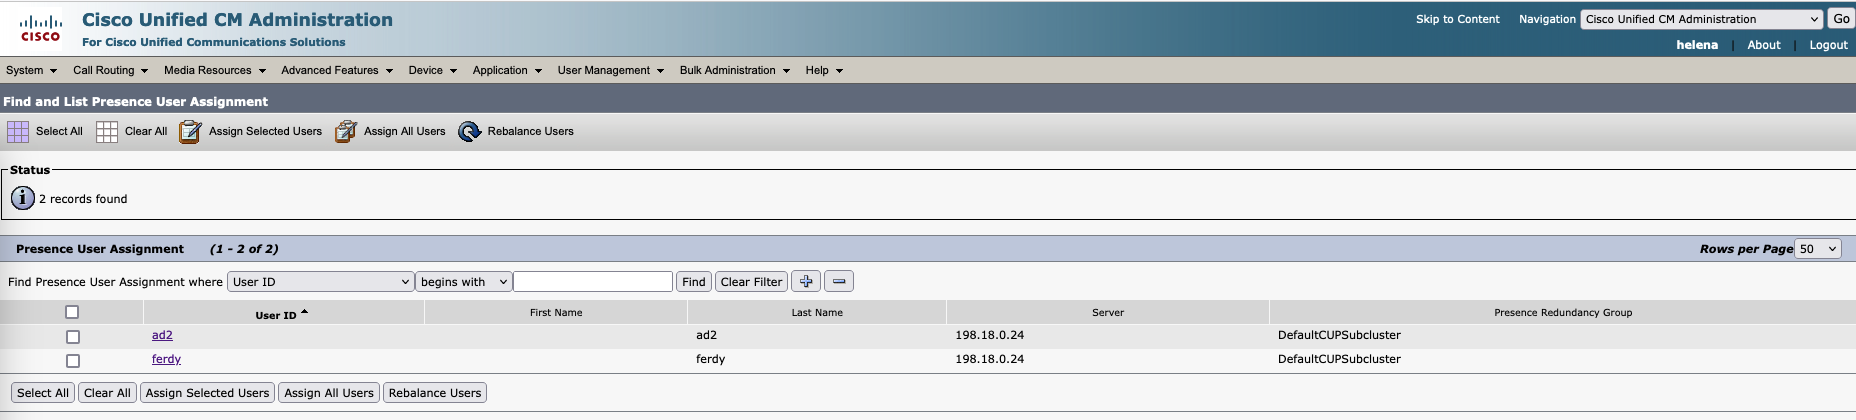 CISCO
Cisco Unified CM Administration
For Cisco Unified Communications Solutions
Skip to Content Navigation Cisco Unified CM Administration Go
helena | About | Logout
System Call Routing Media Resources Advanced Features Device Application User Management Bulk Administration Help
Find and List Presence User Assignment
Select All Clear All Assign Selected Users Assign All Users Rebalance Users
Status
2 records found
Presence User Assignment (1 - 2 of 2) Rows per Page 50
Find Presence User Assignment where User ID begins with Find Clear Filter
User ID First Name Last Name Server Presence Redundancy Group
ad2 ad2 198.18.0.24 DefaultCUPSubcluster
ferdy ferdy 198.18.0.24 DefaultCUPSubcluster
Select All Clear All Assign Selected Users Assign All Users Rebalance Users